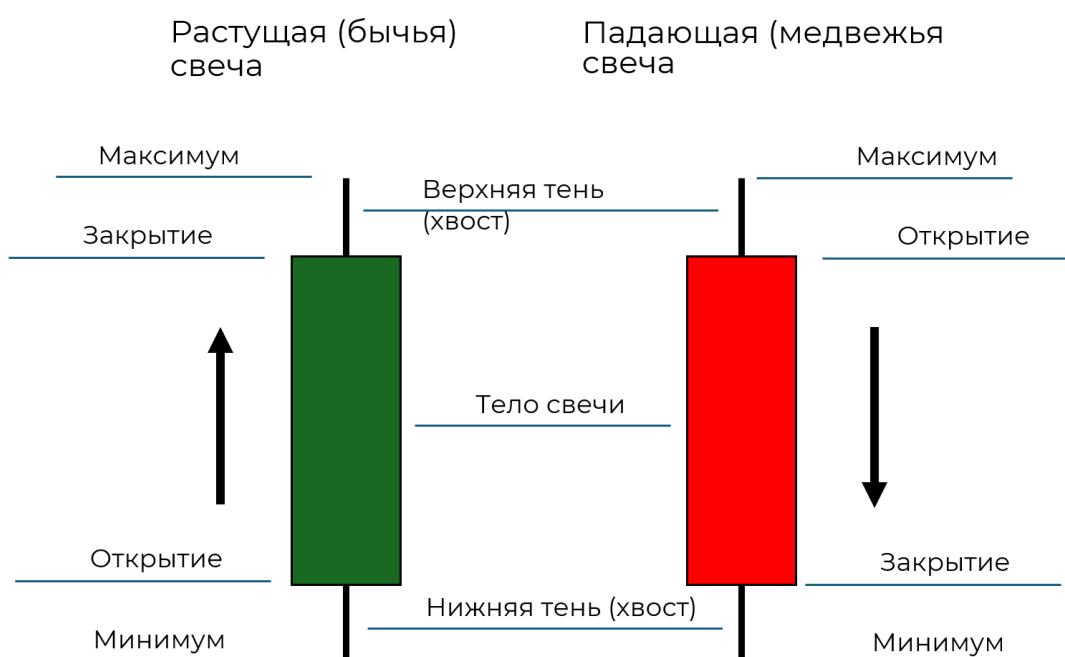 Растущая (бычья)
свеча
Падающая (медвежья
свеча
Максимум
Максимум
Верхняя тень
(хвост)
Закрытие
Открытие
Тело свечи
Открытие
Закрытие
Нижняя тень (хвост)
Минимум
Минимум